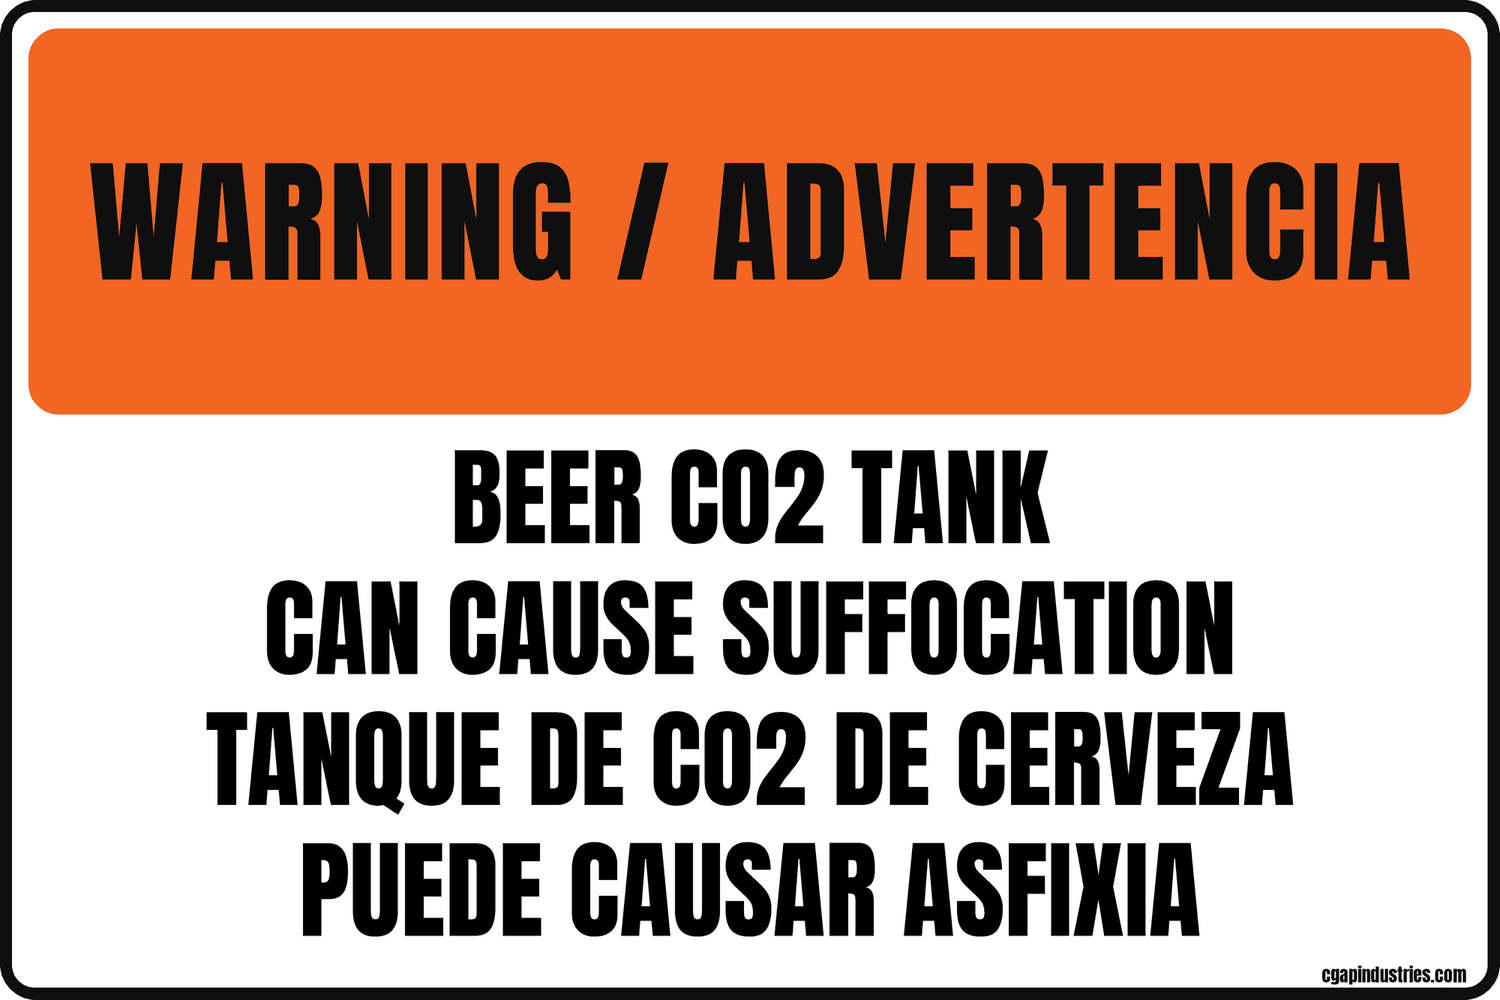 WARNING / ADVERTENCIA
BEER CO2 TANK
CAN CAUSE SUFFOCATION
TANQUE DE CO2 DE CERVEZA
PUEDE CAUSAR ASFIXIA
cgapindustries.com